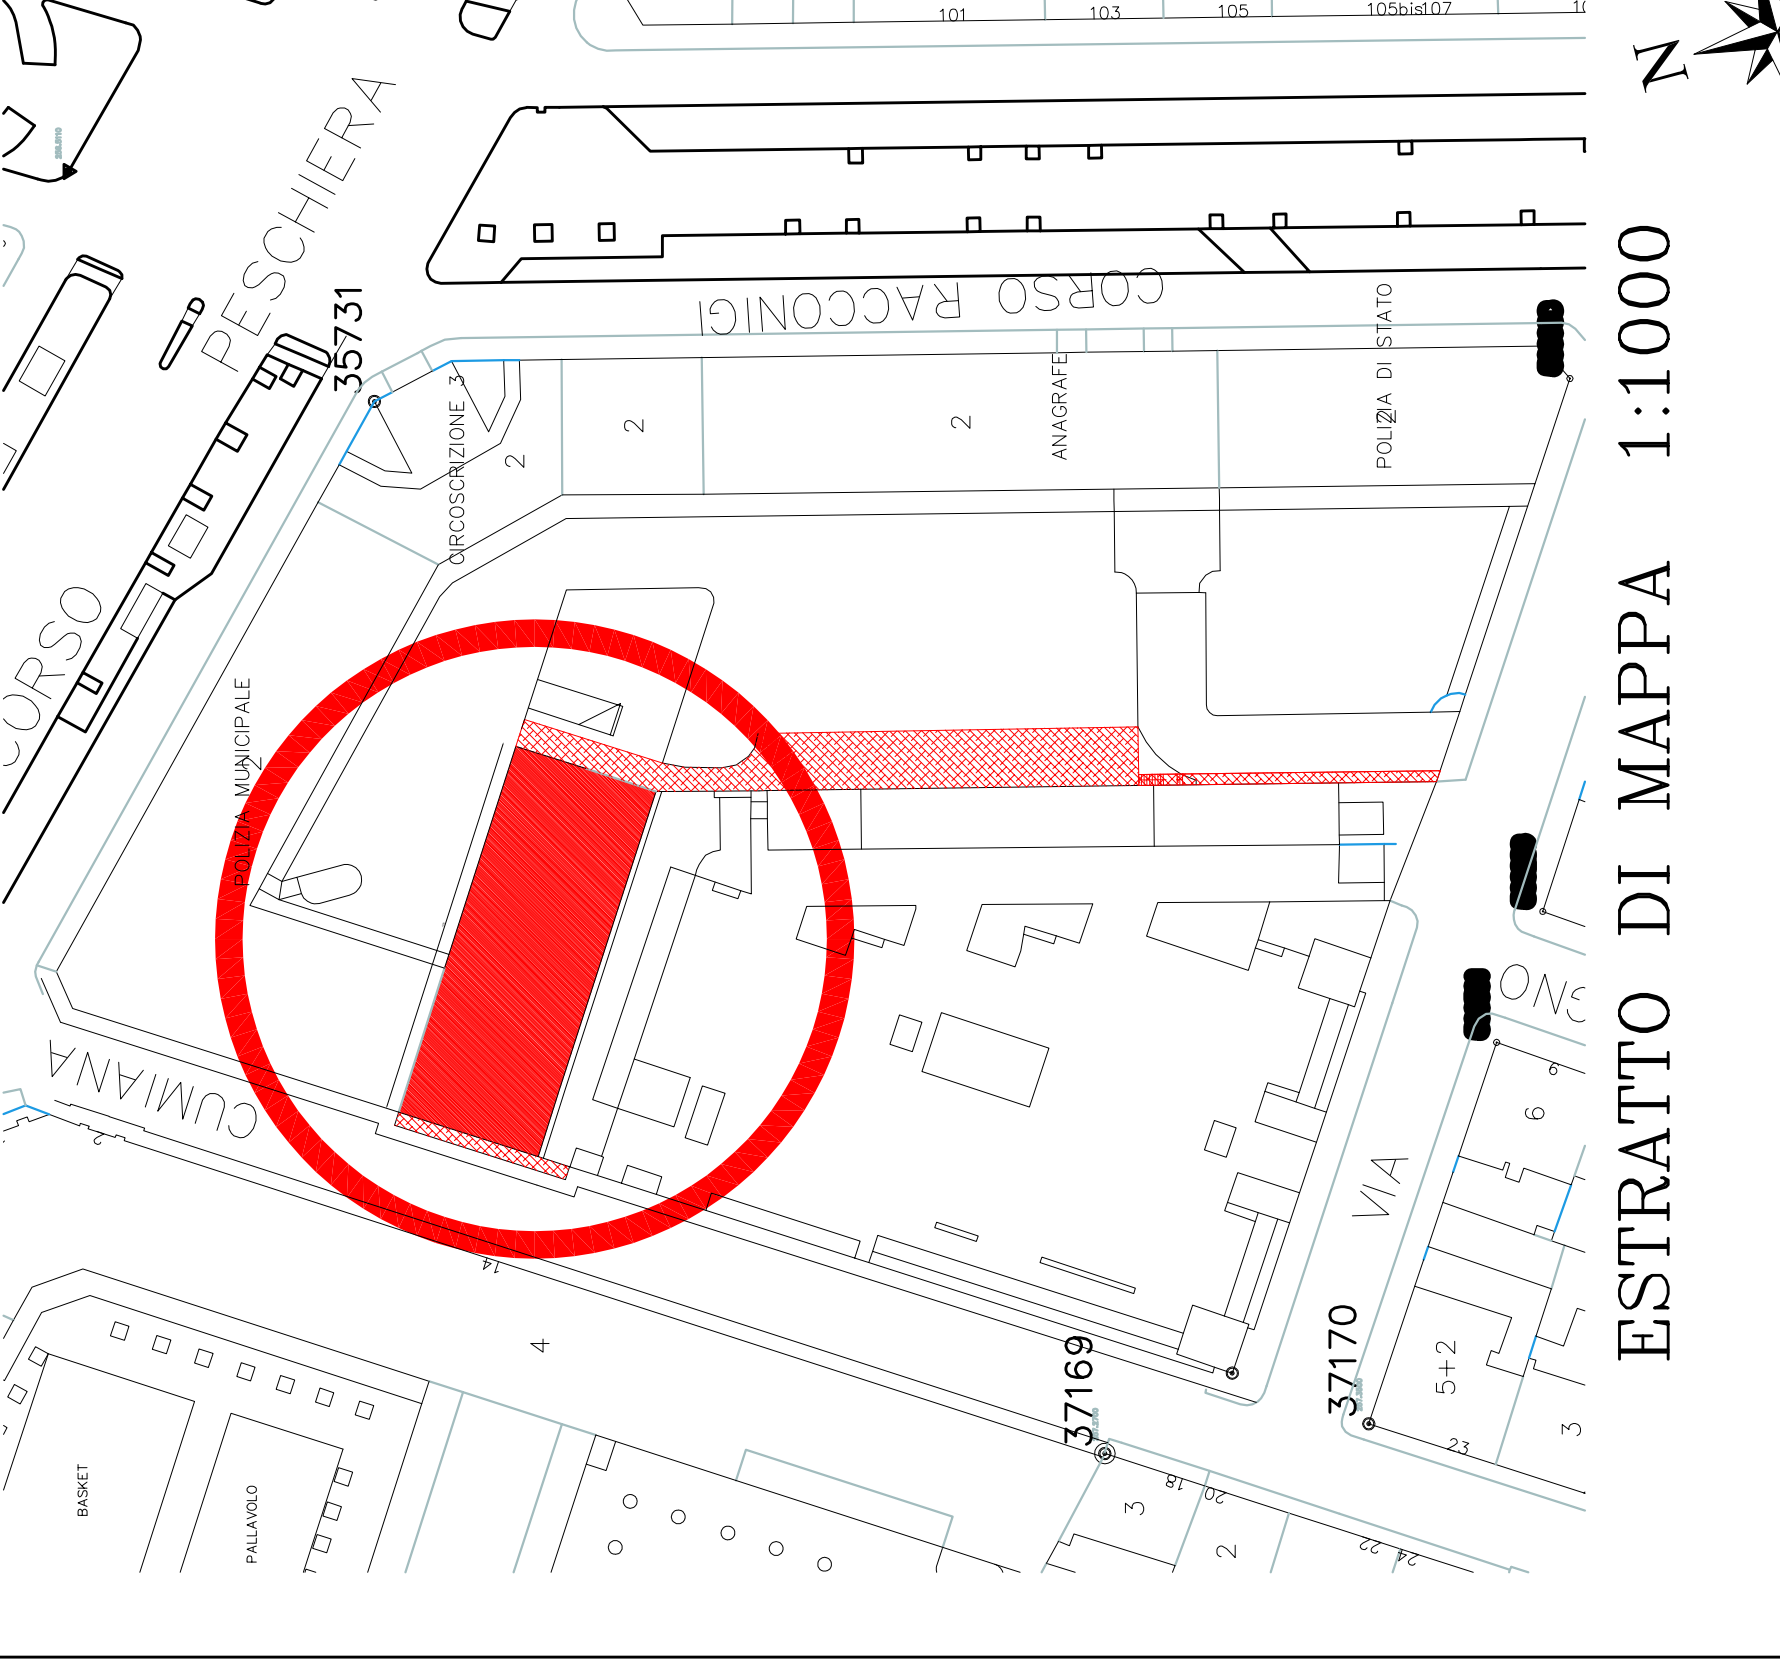 101
103
105
105bis107
N
PESCHIERA
CORSO RACCONIGI
35731
CIRCOSCRIZIONE 3
2
2
2
ANAGRAFE
POLIZIA DI STATO
2
CORSO
POLIZIA MUNICIPALE
2
CUMIANA
2
14
4
BASKET
PALLAVOLO
37169
37170
VIA
6
6
5+2
3
23
18
20
3
2
22
24
ESTRATTO DI MAPPA 1:1000